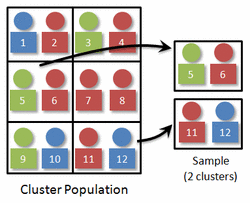 1 2 3 4
5 6 7 8
9 10 11 12
5 6
11 12
Sample
(2 clusters)
Cluster Population